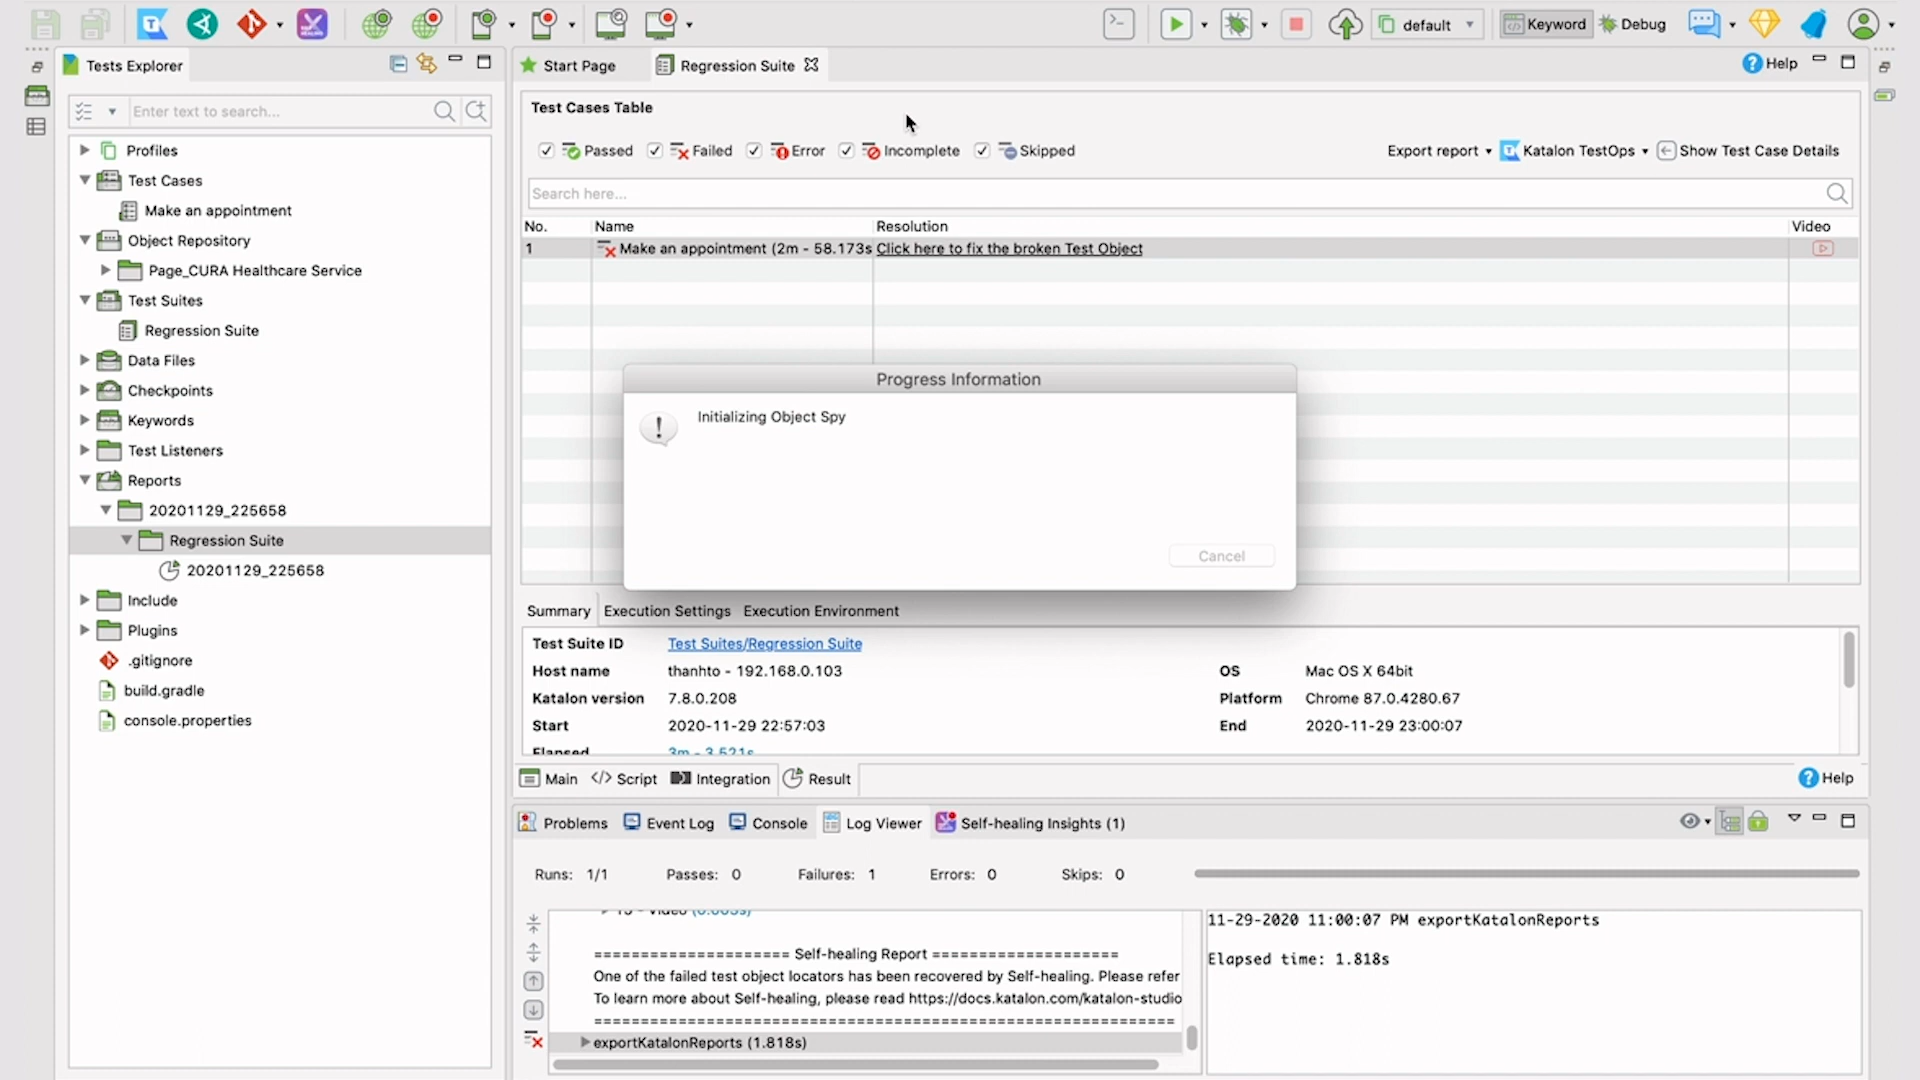 default
Keyword
Debug
Tests Explorer
Start Page
Regression Suite
Help
Enter text to search...
Profiles
Test Cases
Make an appointment
Object Repository
Page_CURA Healthcare Service
Test Suites
Regression Suite
Data Files
Checkpoints
Keywords
Test Listeners
Reports
20201129_225658
Regression Suite
20201129_225658
Include
Plugins
.gitignore
build.gradle
console.properties
Test Cases Table
Passed Failed Error Incomplete Skipped
Export report Katalon TestOps Show Test Case Details
Search here...
No. Name Resolution Video
1 Make an appointment (2m - 58.173s Click here to fix the broken Test Object
Progress Information
Initializing Object Spy
Cancel
Summary Execution Settings Execution Environment
Test Suite ID Test Suites/Regression Suite
Host name thanhto - 192.168.0.103 OS Mac OS X 64bit
Katalon version 7.8.0.208 Platform Chrome 87.0.4280.67
Start 2020-11-29 22:57:03 End 2020-11-29 23:00:07
Elapsed 3m - 3.521s
Main Script Integration Result Help
Problems Event Log Console Log Viewer Self-healing Insights (1)
Runs: 1/1 Passes: 0 Failures: 1 Errors: 0 Skips: 0
==================== Self-healing Report ====================
One of the failed test object locators has been recovered by Self-healing. Please refer
To learn more about Self-healing, please read https://docs.katalon.com/katalon-studio
exportKatalonReports (1.818s)
11-29-2020 11:00:07 PM exportKatalonReports
Elapsed time: 1.818s